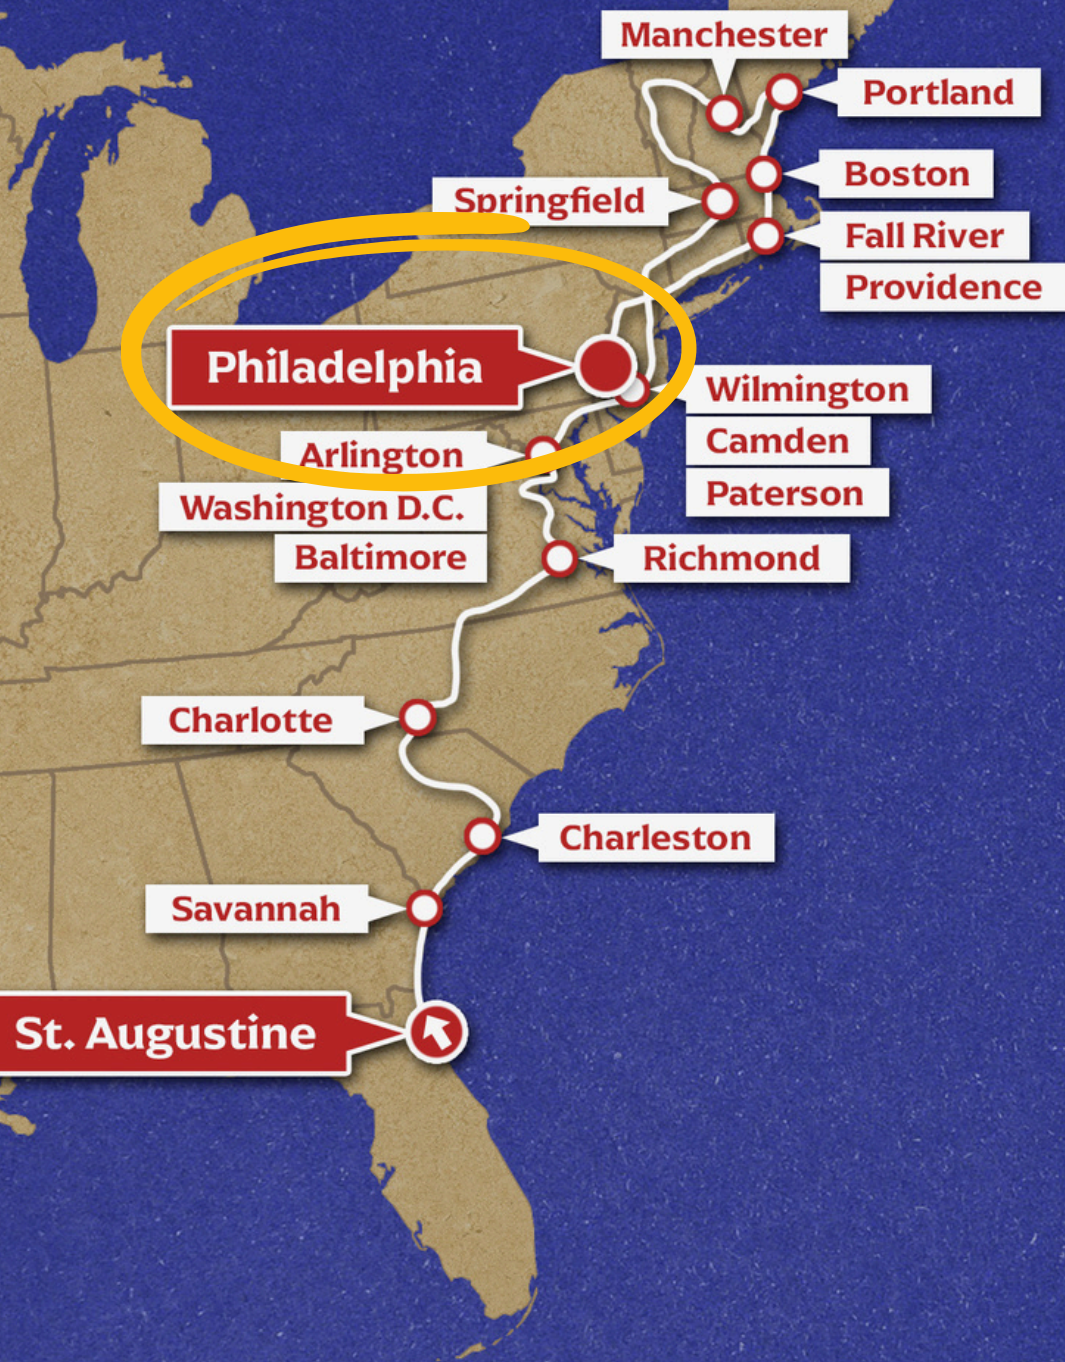 Manchester
Portland
Boston
Springfield
Fall River
Providence
Philadelphia
Wilmington
Camden
Paterson
Arlington
Washington D.C.
Baltimore
Richmond
Charlotte
Charleston
Savannah
St. Augustine